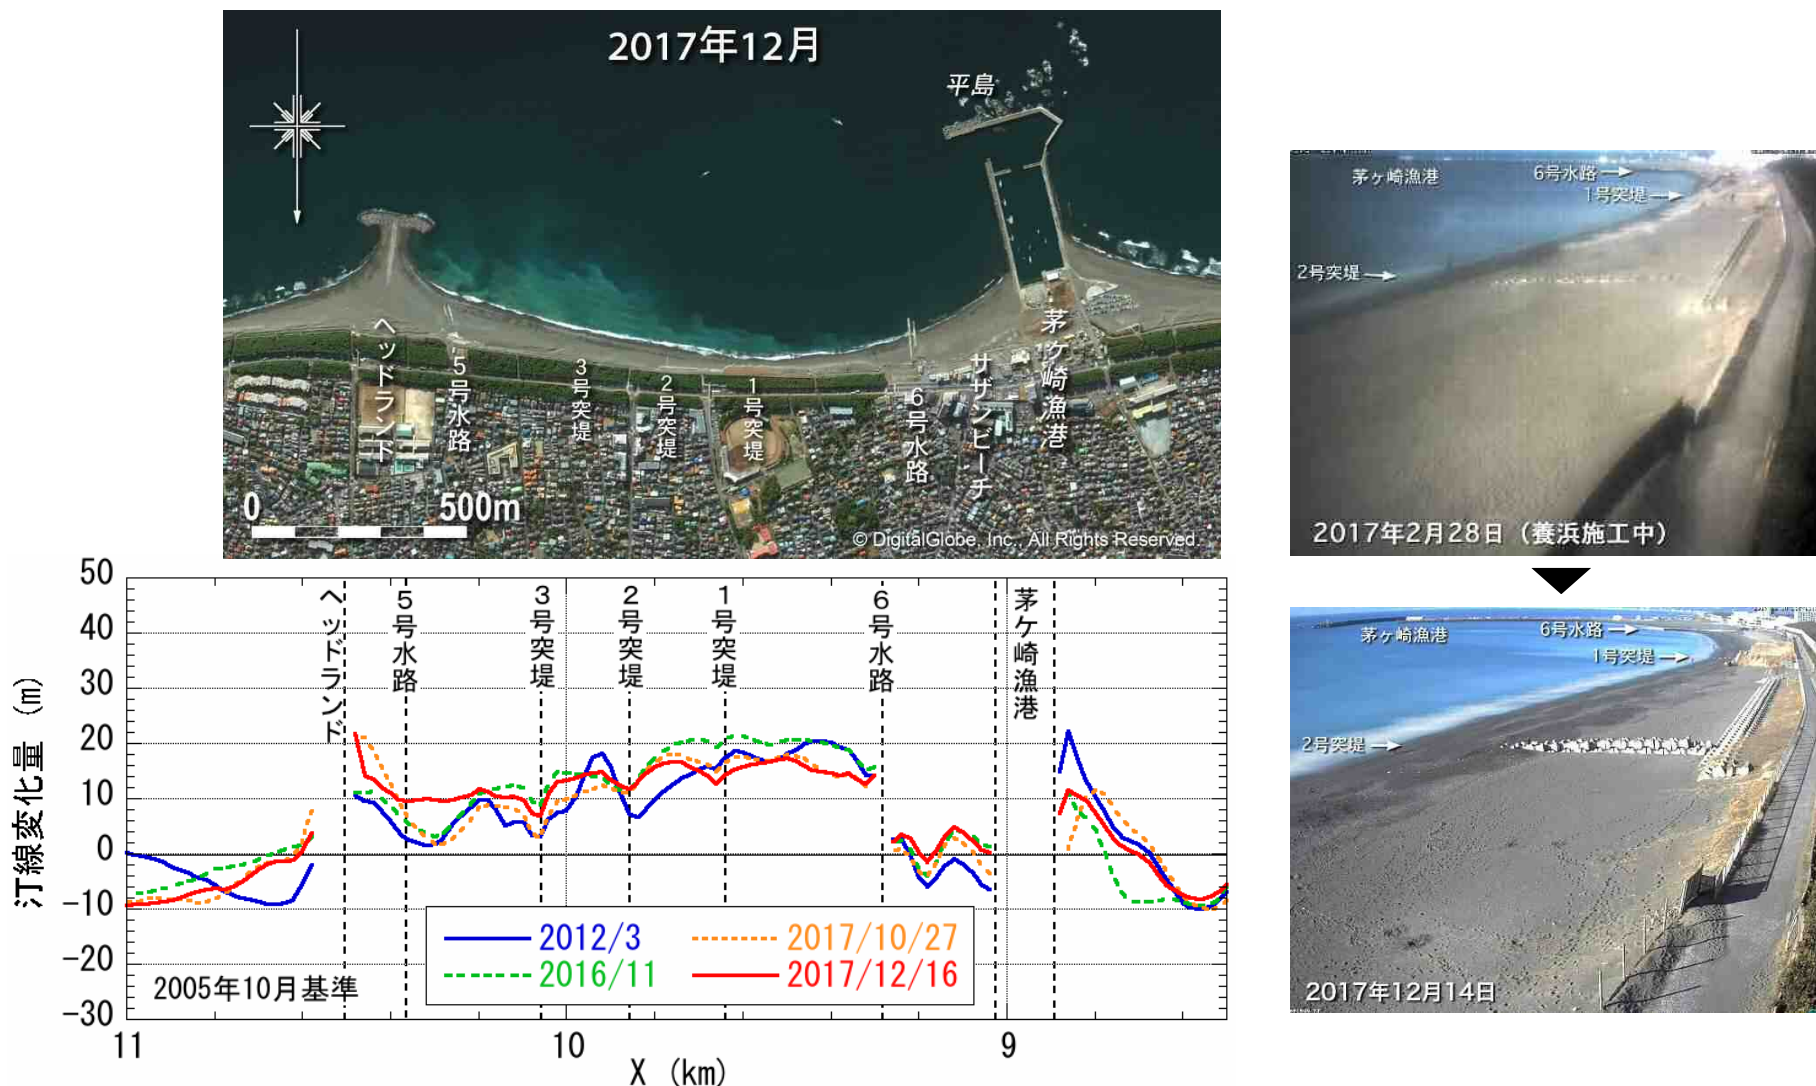 2017年12月
平島
ヘッドランド
5号水路
3号突堤
2号突堤
1号突堤
6号水路
サザンビーチ
茅ヶ崎漁港
0 500m
© DigitalGlobe, Inc., All Rights Reserved.
茅ヶ崎漁港
6号水路
1号突堤
2号突堤
2017年2月28日（養浜施工中）
茅ヶ崎漁港
6号水路
1号突堤
2号突堤
2017年12月14日
汀線変化量 (m)
50
40
30
20
10
0
-10
-20
-30
ヘッドランド
5号水路
3号突堤
2号突堤
1号突堤
6号水路
茅ケ崎漁港
2012/3
2016/11
2017/10/27
2017/12/16
2005年10月基準
11 10 9
X (km)